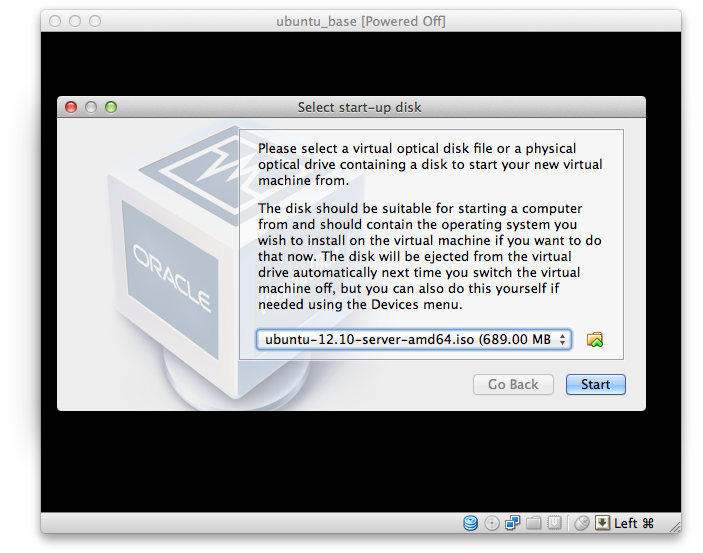 ubuntu_base [Powered Off]
Select start-up disk
Please select a virtual optical disk file or a physical
optical drive containing a disk to start your new virtual
machine from.
The disk should be suitable for starting a computer
from and should contain the operating system you
wish to install on the virtual machine if you want to do
that now. The disk will be ejected from the virtual
drive automatically next time you switch the virtual
machine off, but you can also do this yourself if
needed using the Devices menu.
ORACLE
ubuntu-12.10-server-amd64.iso (689.00 MB
Go Back
Start
Left ⌘